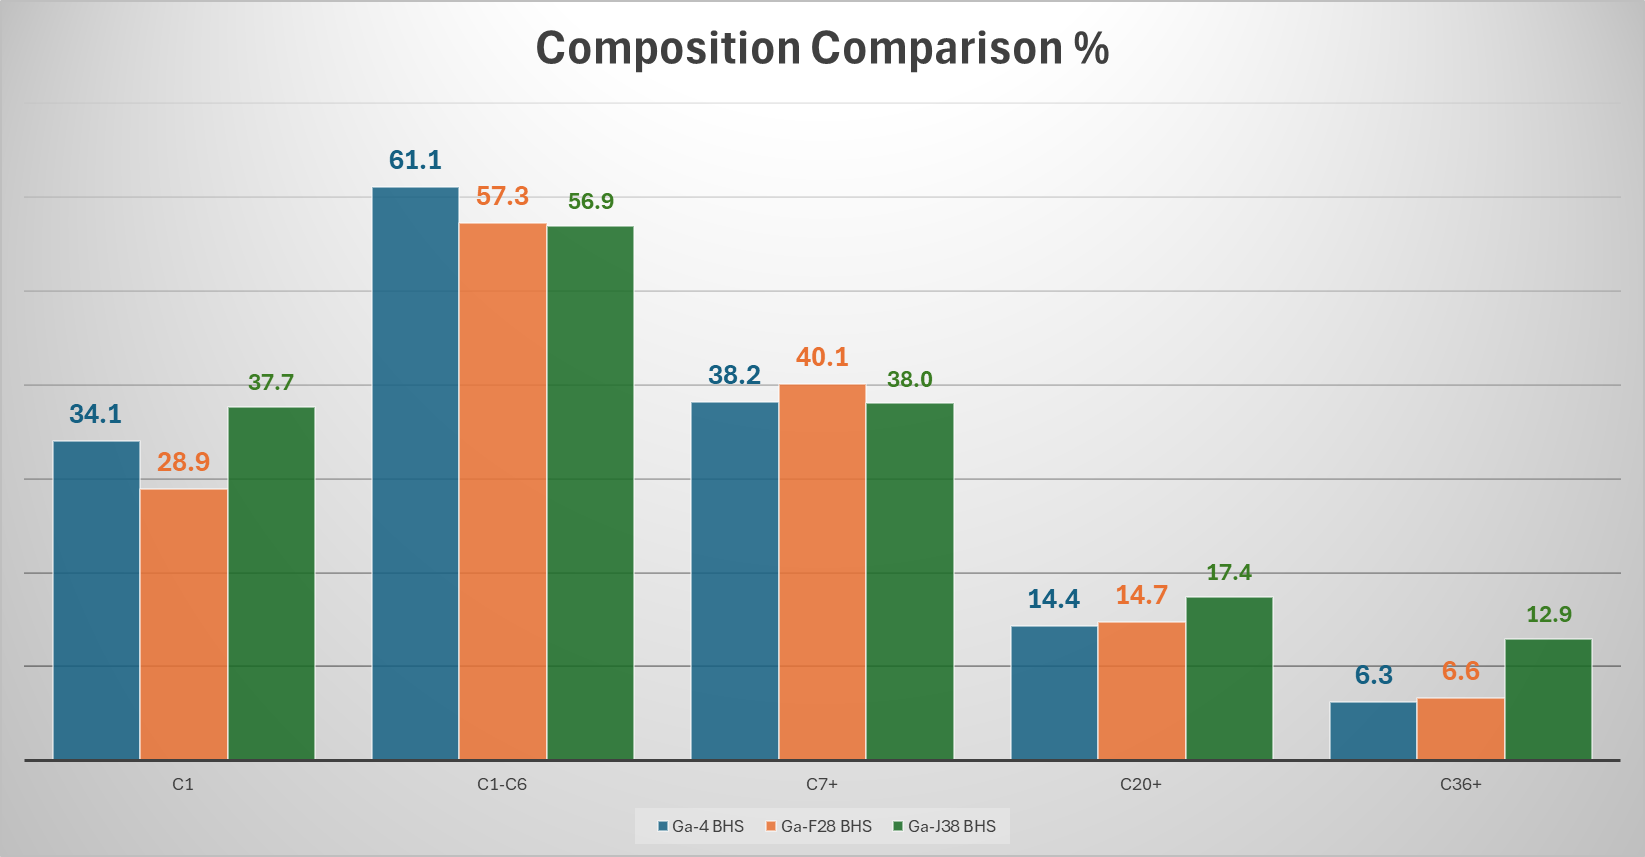 Composition Comparison %
34.1
28.9
37.7
61.1
57.3
56.9
38.2
40.1
38.0
14.4
14.7
17.4
6.3
6.6
12.9
C1
C1-C6
C7+
C20+
C36+
Ga-4 BHS
Ga-F28 BHS
Ga-J38 BHS